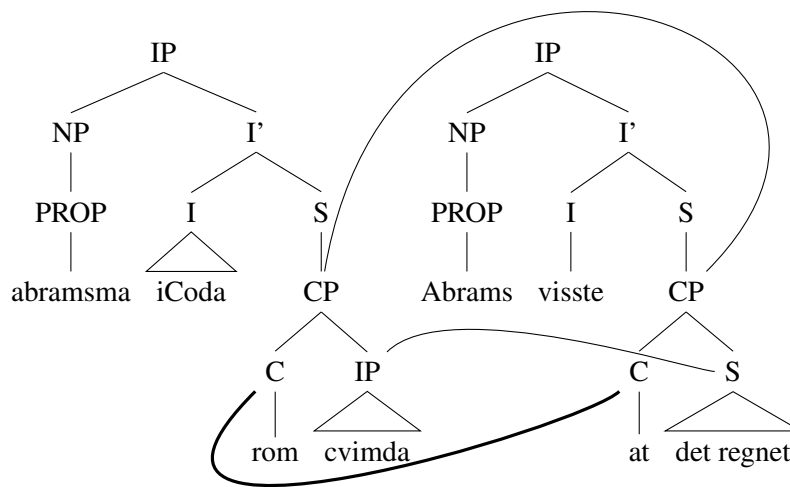 IP IP
NP I’ NP I’
PROP I S PROP I S
abramsma iCoda CP Abrams visste CP
C IP C S
rom cvimda at det regnet